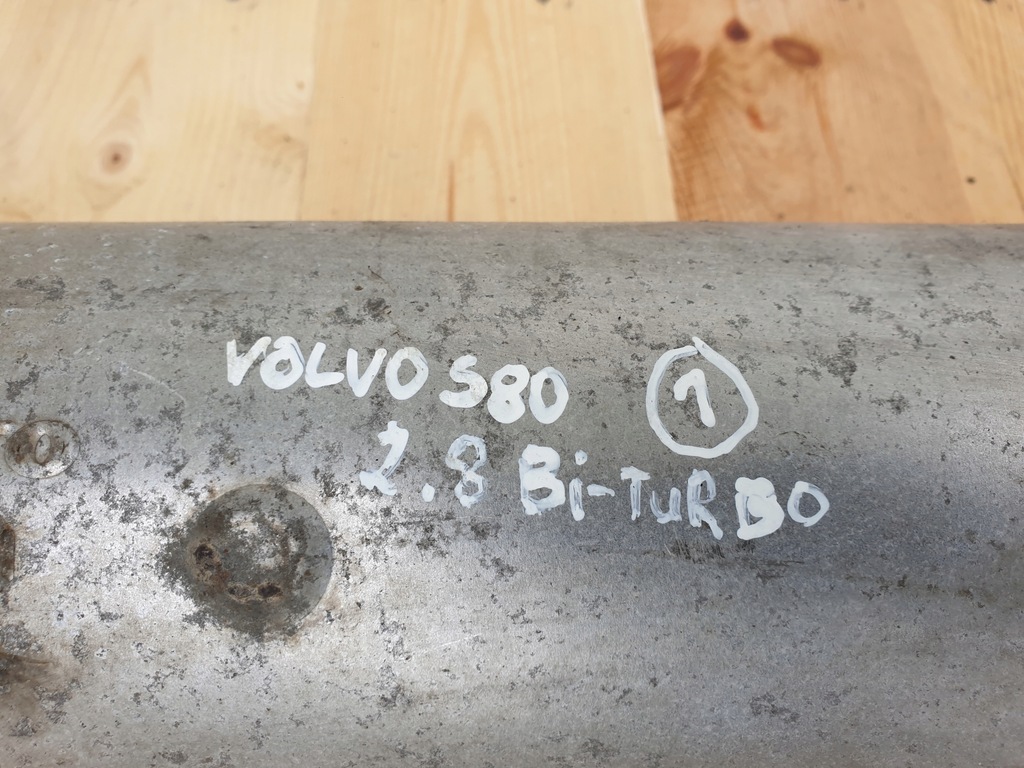 VOLVO S80 1
2.8 Bi-TURBO